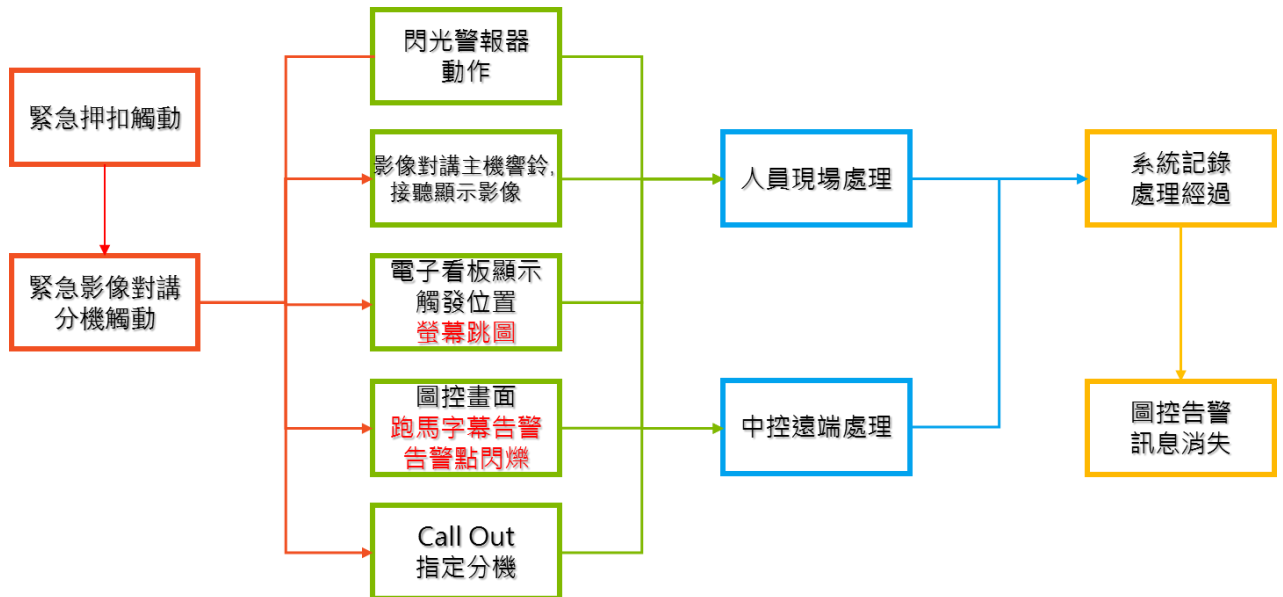 緊急押扣觸動
緊急影像對講
分機觸動
閃光警報器
動作
影像對講主機響鈴,
接聽顯示影像
電子看板顯示
觸發位置
螢幕跳圖
圖控畫面
跑馬字幕告警
告警點閃爍
Call Out
指定分機
人員現場處理
中控遠端處理
系統記錄
處理經過
圖控告警
訊息消失